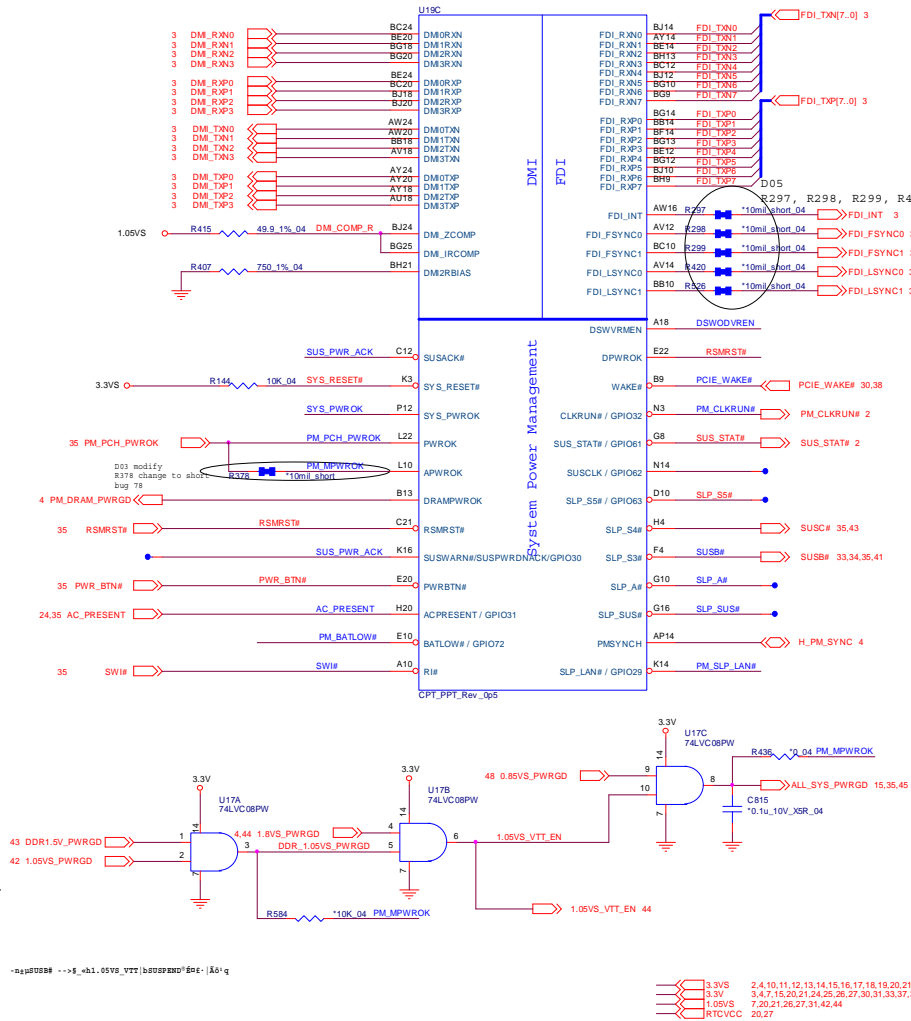 U19C
3 DMI_RXN0 BC24 DMI0RXN
3 DMI_RXN1 BE20 DMI1RXN
3 DMI_RXN2 BG18 DMI2RXN
3 DMI_RXN3 BG20 DMI3RXN
3 DMI_RXP0 BE24 DMI0RXP
3 DMI_RXP1 BC20 DMI1RXP
3 DMI_RXP2 BJ18 DMI2RXP
3 DMI_RXP3 BJ20 DMI3RXP
3 DMI_TXN0 AW24 DMI0TXN
3 DMI_TXN1 AW20 DMI1TXN
3 DMI_TXN2 BB18 DMI2TXN
3 DMI_TXN3 AV18 DMI3TXN
3 DMI_TXP0 AY24 DMI0TXP
3 DMI_TXP1 AY20 DMI1TXP
3 DMI_TXP2 AY18 DMI2TXP
3 DMI_TXP3 AU18 DMI3TXP
1.05VS R415 49.9_1%_04 DMI_COMP_R BJ24 DMI_ZCOMP
BG25 DMI_IRCOMP
R407 750_1%_04 BH21 DMI2RBIAS
DMI
FDI
FDI_TXN[7..0] 3
FDI_RXN0 BJ14 FDI_TXN0
FDI_RXN1 AY14 FDI_TXN1
FDI_RXN2 BE14 FDI_TXN2
FDI_RXN3 BH13 FDI_TXN3
FDI_RXN4 BC12 FDI_TXN4
FDI_RXN5 BJ12 FDI_TXN5
FDI_RXN6 BG10 FDI_TXN6
FDI_RXN7 BG9 FDI_TXN7
FDI_TXP[7..0] 3
FDI_RXP0 BG14 FDI_TXP0
FDI_RXP1 BB14 FDI_TXP1
FDI_RXP2 BF14 FDI_TXP2
FDI_RXP3 BG13 FDI_TXP3
FDI_RXP4 BE12 FDI_TXP4
FDI_RXP5 BG12 FDI_TXP5
FDI_RXP6 BJ10 FDI_TXP6
FDI_RXP7 BH9 FDI_TXP7
D05
R297, R298, R299, R4
FDI_INT AW16 R297 *10mil_short_04 FDI_INT 3
FDI_FSYNC0 AV12 R298 *10mil_short_04 FDI_FSYNC0 3
FDI_FSYNC1 BC10 R299 *10mil_short_04 FDI_FSYNC1 3
FDI_LSYNC0 AV14 R420 *10mil_short_04 FDI_LSYNC0 3
FDI_LSYNC1 BB10 R526 *10mil_short_04 FDI_LSYNC1 3
System Power Management
SUS_PWR_ACK C12 SUSACK#
3.3VS R144 10K_04 SYS_RESET# K3 SYS_RESET#
SYS_PWROK P12 SYS_PWROK
35 PM_PCH_PWROK PM_PCH_PWROK L22 PWROK
D03 modify
R378 change to short
bug 78
R378 *10mil_short PM_MPWROK L10 APWROK
4 PM_DRAM_PWRGD B13 DRAMPWROK
35 RSMRST# RSMRST# C21 RSMRST#
SUS_PWR_ACK K16 SUSWARN#/SUSPWRDNACK/GPIO30
35 PWR_BTN# PWR_BTN# E20 PWRBTN#
24,35 AC_PRESENT AC_PRESENT H20 ACPRESENT / GPIO31
PM_BATLOW# E10 BATLOW# / GPIO72
35 SWI# SWI# A10 RI#
DSWVRMEN A18 DSWODVREN
DPWROK E22 RSMRST#
WAKE# B9 PCIE_WAKE# PCIE_WAKE# 30,38
CLKRUN# / GPIO32 N3 PM_CLKRUN# PM_CLKRUN# 2
SUS_STAT# / GPIO61 G8 SUS_STAT# SUS_STAT# 2
SUSCLK / GPIO62 N14
SLP_S5# / GPIO63 D10 SLP_S5#
SLP_S4# H4 SUSC# 35,43
SLP_S3# F4 SUSB# 33,34,35,41
SLP_A# G10 SLP_A#
SLP_SUS# G16 SLP_SUS#
PMSYNCH AP14 H_PM_SYNC 4
SLP_LAN# / GPIO29 K14 PM_SLP_LAN#
CPT_PPT_Rev_0p5
3.3V
U17A
74LVC08PW
43 DDR1.5V_PWRGD 1
42 1.05VS_PWRGD 2
14
7
3
R584 *10K_04 PM_MPWROK
3.3V
U17B
74LVC08PW
4,44 1.8VS_PWRGD 4
DDR_1.05VS_PWRGD 5
14
7
6
1.05VS_VTT_EN
1.05VS_VTT_EN 44
3.3V
U17C
74LVC08PW
48 0.85VS_PWRGD 9
10
14
7
8
R436 *0_04 PM_MPWROK
ALL_SYS_PWRGD 15,35,45
C815
*0.1u_10V_X5R_04
3.3VS 2,4,10,11,12,13,14,15,16,17,18,19,20,21
3.3V 3,4,7,15,20,21,24,25,26,27,30,31,33,37,
1.05VS 7,20,21,26,27,31,42,44
RTCVCC 20,27